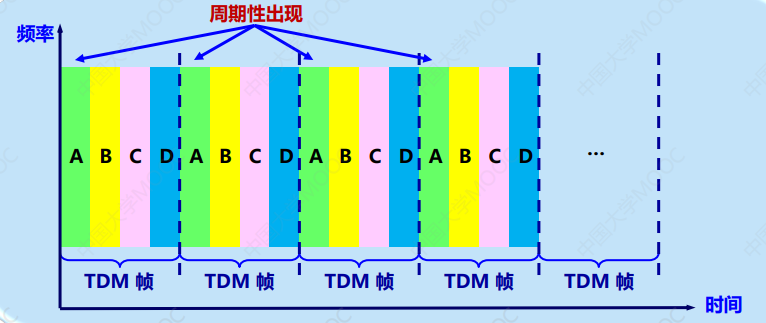 周期性出现
频率
A B C D A B C D A B C D A B C D ...
TDM 帧 TDM 帧 TDM 帧 TDM 帧 TDM 帧
时间
中国大学MOOC